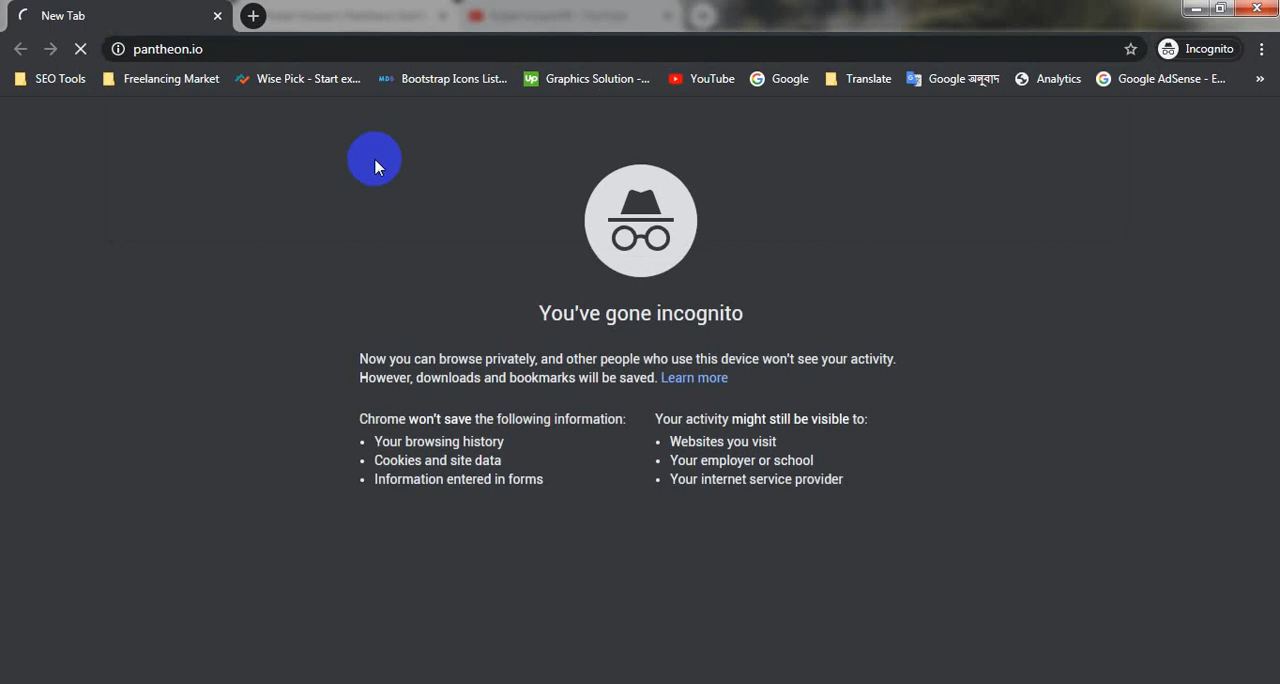 New Tab
pantheon.io
Incognito
SEO Tools Freelancing Market Wise Pick - Start ex... Bootstrap Icons List... Up Graphics Solution -... YouTube Google Translate Google অনুবাদ Analytics Google AdSense - E... »
You've gone incognito
Now you can browse privately, and other people who use this device won't see your activity.
However, downloads and bookmarks will be saved. Learn more
Chrome won't save the following information:
• Your browsing history
• Cookies and site data
• Information entered in forms
Your activity might still be visible to:
• Websites you visit
• Your employer or school
• Your internet service provider